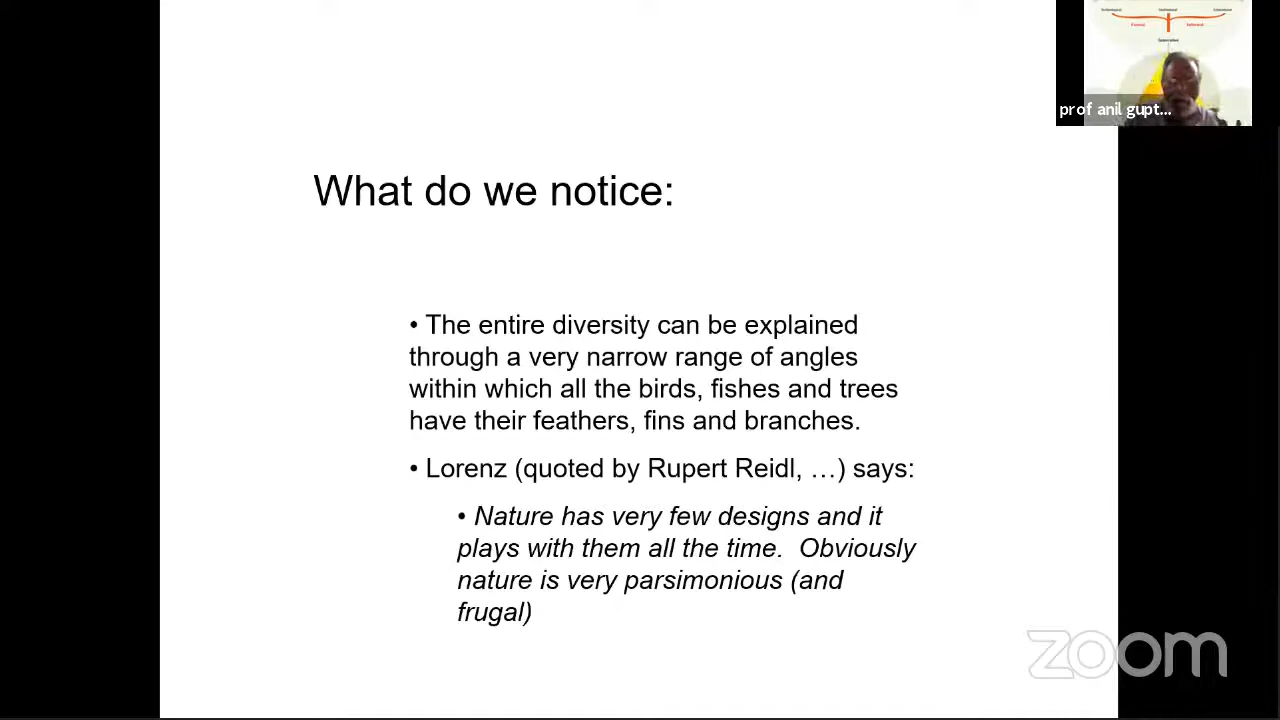 prof anil gupt...
What do we notice:
• The entire diversity can be explained
through a very narrow range of angles
within which all the birds, fishes and trees
have their feathers, fins and branches.
• Lorenz (quoted by Rupert Reidl, …) says:
• Nature has very few designs and it
plays with them all the time.  Obviously
nature is very parsimonious (and
frugal)
zoom